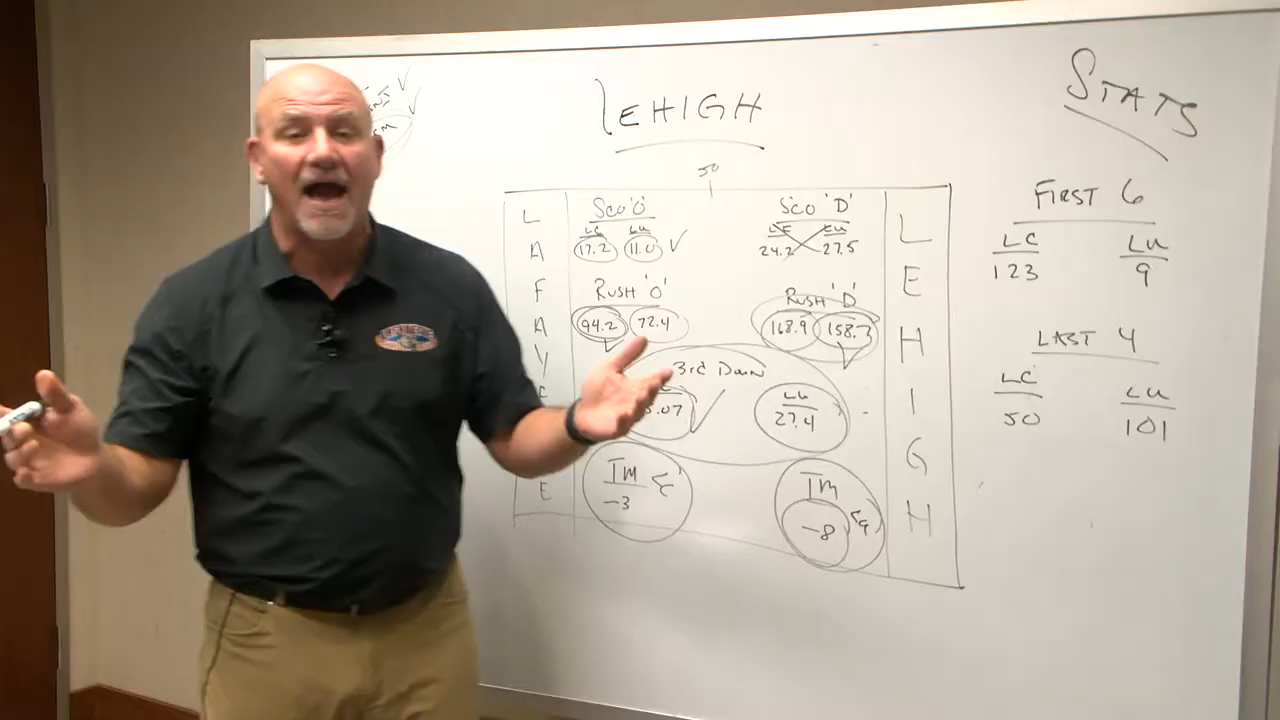 LEHIGH
STATS
50
L A F A Y E
SCO 'O'
LC LU
17.2 11.0 ✓
SCO 'D'
LC LU
24.2 27.5
RUSH 'O'
94.2 72.4
RUSH 'D'
168.9 158.7
3rd Down
.07 ✓
LU
27.4
TM
-3
TM
-8
L E H I G H
FIRST 6
LC LU
123 9
LAST 4
LC LU
50 101